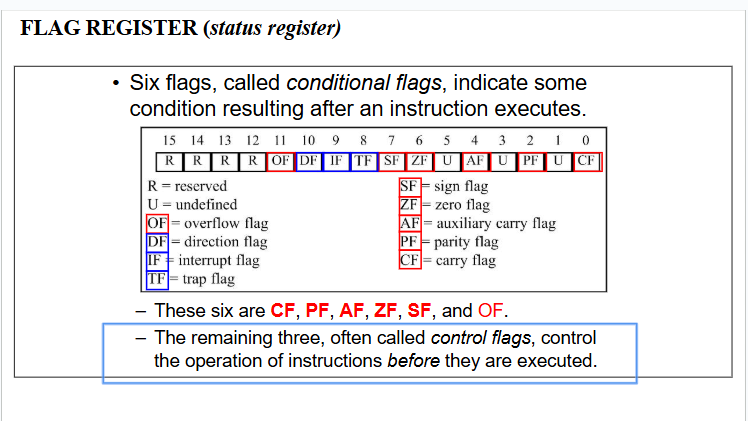 FLAG REGISTER (status register)
• Six flags, called conditional flags, indicate some
condition resulting after an instruction executes.
15 14 13 12 11 10 9 8 7 6 5 4 3 2 1 0
R R R R OF DF IF TF SF ZF U AF U PF U CF
R = reserved
U = undefined
OF = overflow flag
DF = direction flag
IF = interrupt flag
TF = trap flag
SF = sign flag
ZF = zero flag
AF = auxiliary carry flag
PF = parity flag
CF = carry flag
– These six are CF, PF, AF, ZF, SF, and OF.
– The remaining three, often called control flags, control
the operation of instructions before they are executed.